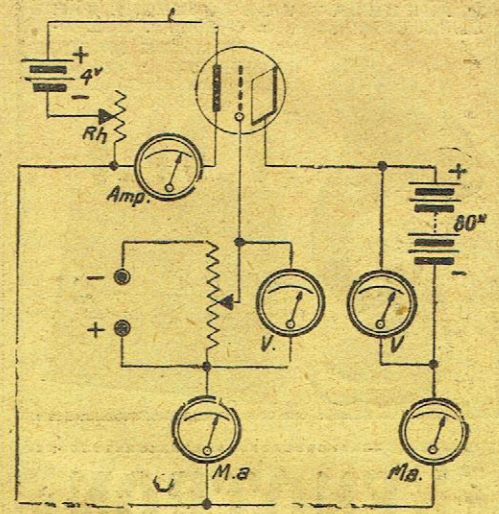 +
4v
-
Rh
Amp.
+
80v
-
-
+
V.
V
M.a
Ma.